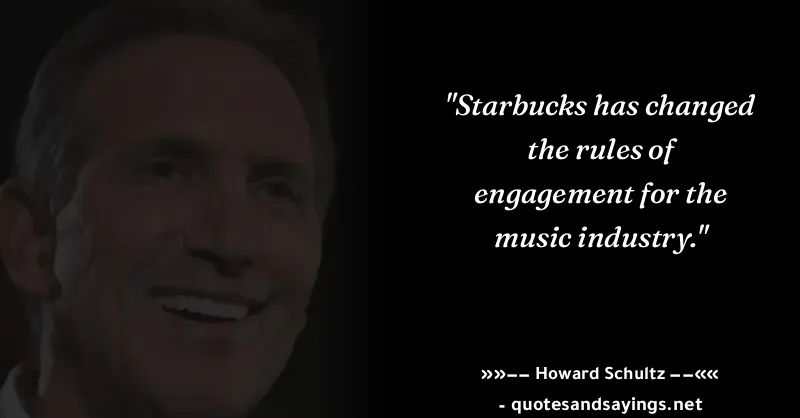 "Starbucks has changed
the rules of
engagement for the
music industry."
»»−− Howard Schultz −−««
- quotesandsayings.net